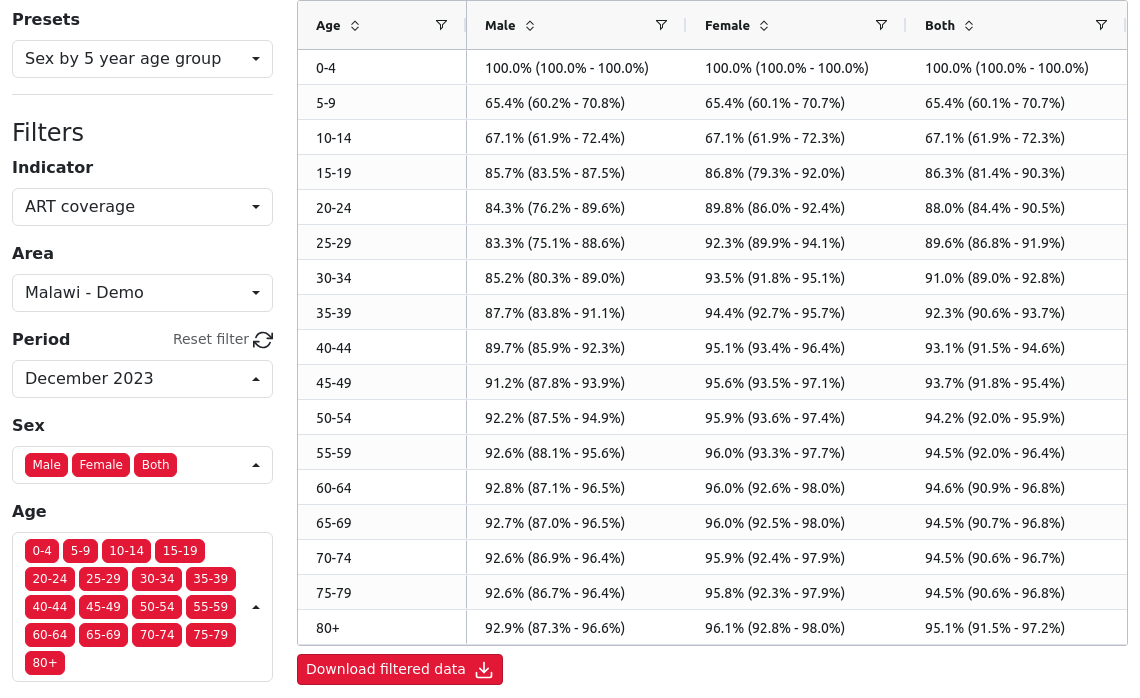 Presets
Sex by 5 year age group
Filters
Indicator
ART coverage
Area
Malawi - Demo
Period Reset filter
December 2023
Sex
Male Female Both
Age
0-4 5-9 10-14 15-19
20-24 25-29 30-34 35-39
40-44 45-49 50-54 55-59
60-64 65-69 70-74 75-79
80+
Age Male Female Both
0-4 100.0% (100.0% - 100.0%) 100.0% (100.0% - 100.0%) 100.0% (100.0% - 100.0%)
5-9 65.4% (60.2% - 70.8%) 65.4% (60.1% - 70.7%) 65.4% (60.1% - 70.7%)
10-14 67.1% (61.9% - 72.4%) 67.1% (61.9% - 72.3%) 67.1% (61.9% - 72.3%)
15-19 85.7% (83.5% - 87.5%) 86.8% (79.3% - 92.0%) 86.3% (81.4% - 90.3%)
20-24 84.3% (76.2% - 89.6%) 89.8% (86.0% - 92.4%) 88.0% (84.4% - 90.5%)
25-29 83.3% (75.1% - 88.6%) 92.3% (89.9% - 94.1%) 89.6% (86.8% - 91.9%)
30-34 85.2% (80.3% - 89.0%) 93.5% (91.8% - 95.1%) 91.0% (89.0% - 92.8%)
35-39 87.7% (83.8% - 91.1%) 94.4% (92.7% - 95.7%) 92.3% (90.6% - 93.7%)
40-44 89.7% (85.9% - 92.3%) 95.1% (93.4% - 96.4%) 93.1% (91.5% - 94.6%)
45-49 91.2% (87.8% - 93.9%) 95.6% (93.5% - 97.1%) 93.7% (91.8% - 95.4%)
50-54 92.2% (87.5% - 94.9%) 95.9% (93.6% - 97.4%) 94.2% (92.0% - 95.9%)
55-59 92.6% (88.1% - 95.6%) 96.0% (93.3% - 97.7%) 94.5% (92.0% - 96.4%)
60-64 92.8% (87.1% - 96.5%) 96.0% (92.6% - 98.0%) 94.6% (90.9% - 96.8%)
65-69 92.7% (87.0% - 96.5%) 96.0% (92.5% - 98.0%) 94.5% (90.7% - 96.8%)
70-74 92.6% (86.9% - 96.4%) 95.9% (92.4% - 97.9%) 94.5% (90.6% - 96.7%)
75-79 92.6% (86.7% - 96.4%) 95.8% (92.3% - 97.9%) 94.5% (90.6% - 96.8%)
80+ 92.9% (87.3% - 96.6%) 96.1% (92.8% - 98.0%) 95.1% (91.5% - 97.2%)
Download filtered data